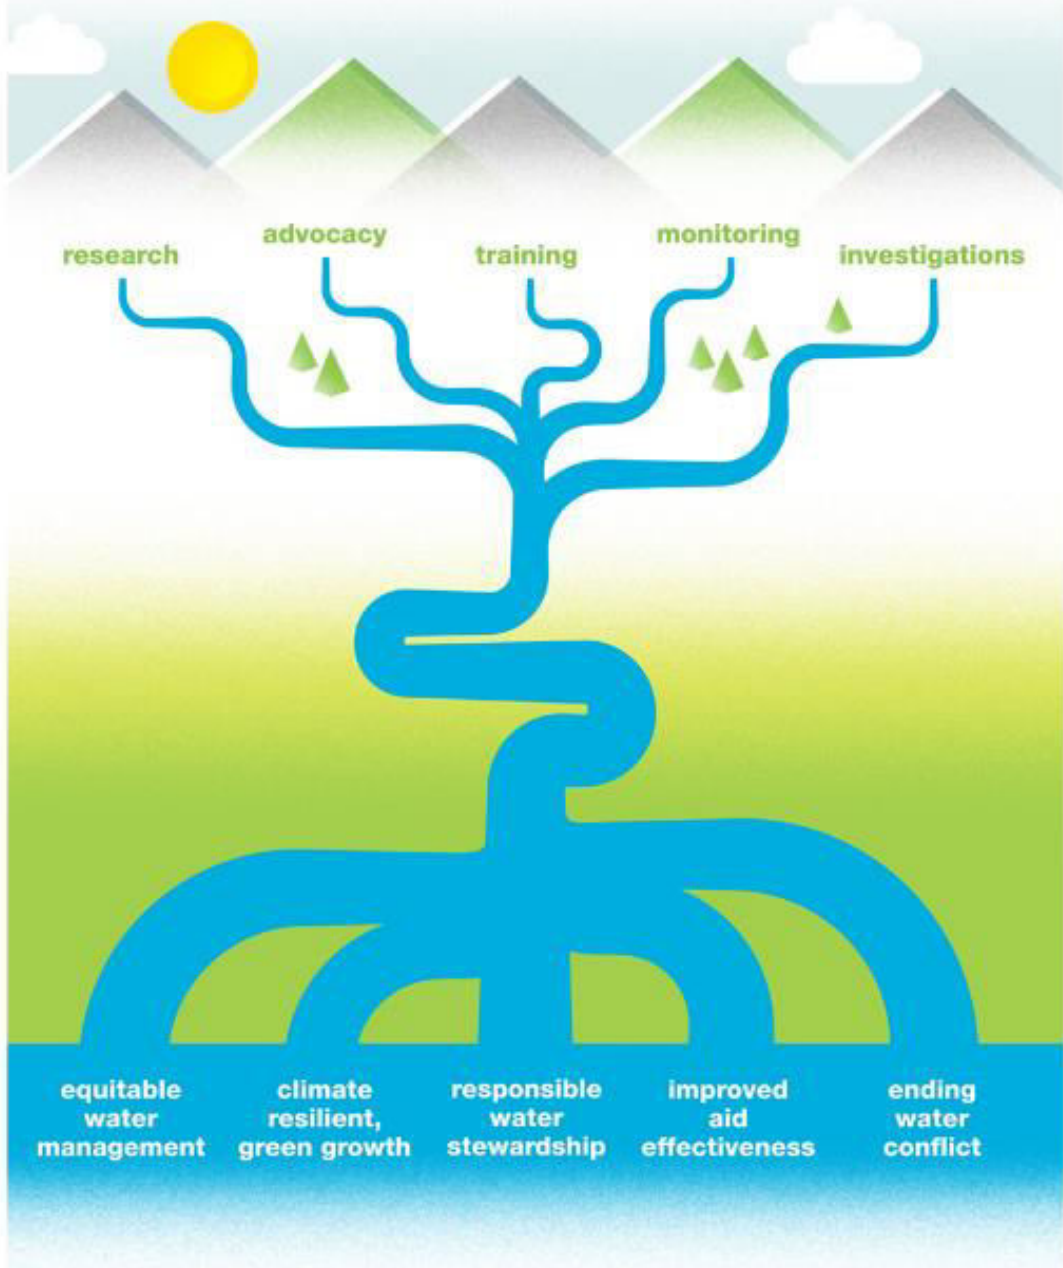 research
advocacy
training
monitoring
investigations
equitable
water
management
climate
resilient,
green growth
responsible
water
stewardship
improved
aid
effectiveness
ending
water
conflict